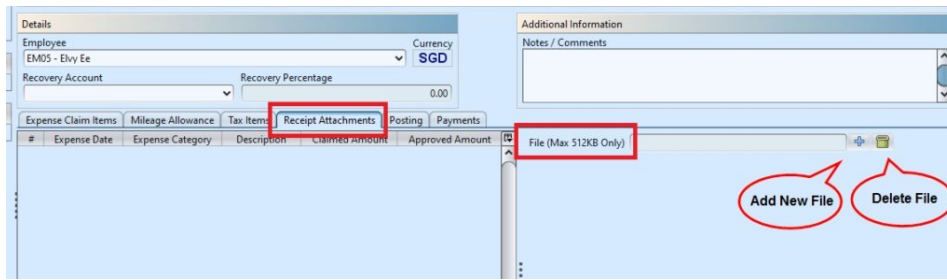 Details
Employee
Currency
EM05 - Elvy Ee
SGD
Recovery Account
Recovery Percentage
0.00
Additional Information
Notes / Comments
Expense Claim Items
Mileage Allowance
Tax Items
Receipt Attachments
Posting
Payments
# Expense Date Expense Category Description Claimed Amount Approved Amount
File (Max 512KB Only)
Add New File
Delete File